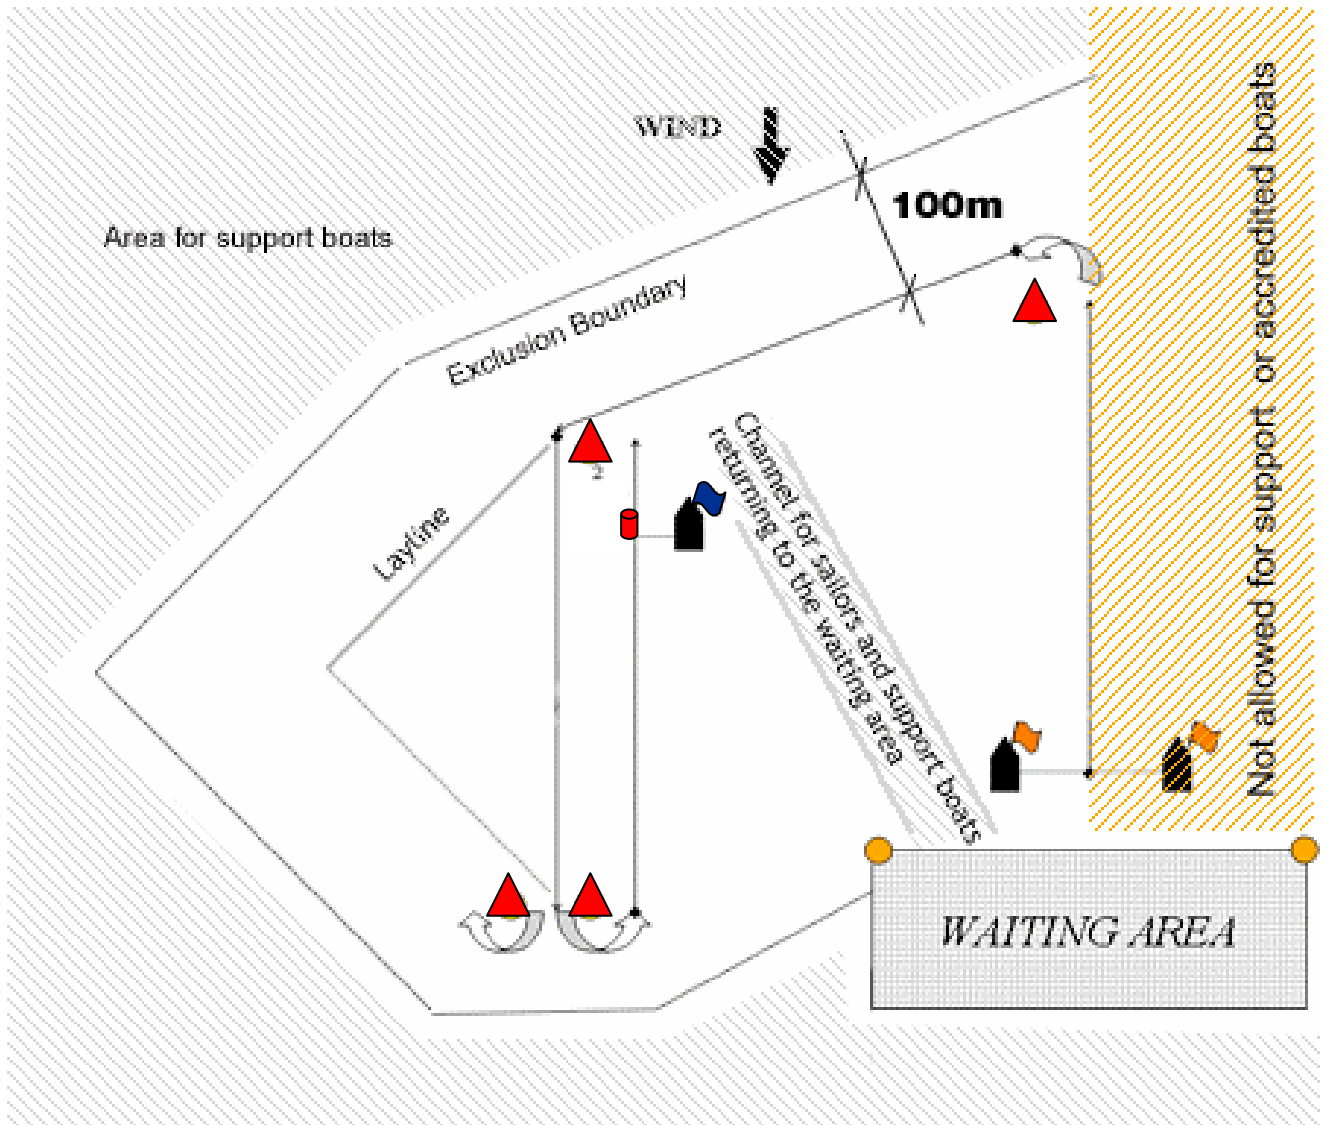 WIND
100m
Area for support boats
Exclusion Boundary
2
Layline
Channel for sailors and support boats
returning to the waiting area
Not allowed for support or accredited boats
WAITING AREA